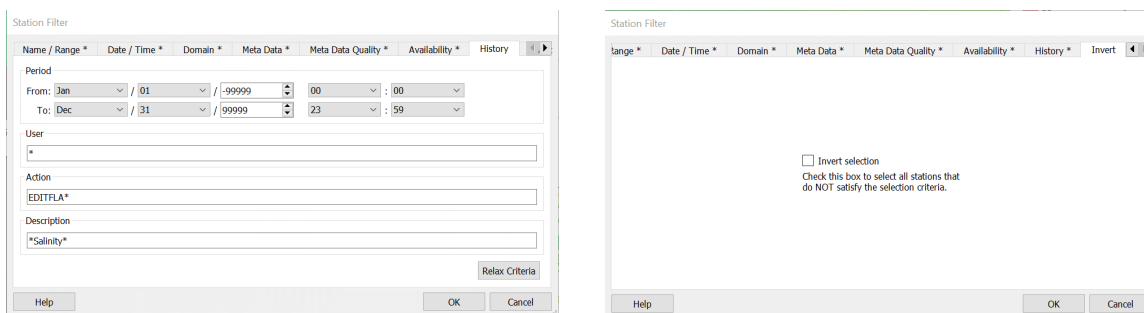 Station Filter
Name / Range * Date / Time * Domain * Meta Data * Meta Data Quality * Availability * History
Period
From: Jan / 01 / -99999 00 : 00
To: Dec / 31 / 99999 23 : 59
User
*
Action
EDITFLA*
Description
*Salinity*
Relax Criteria
Help OK Cancel
Station Filter
Range * Date / Time * Domain * Meta Data * Meta Data Quality * Availability * History * Invert
Invert selection
Check this box to select all stations that
do NOT satisfy the selection criteria.
Help OK Cancel